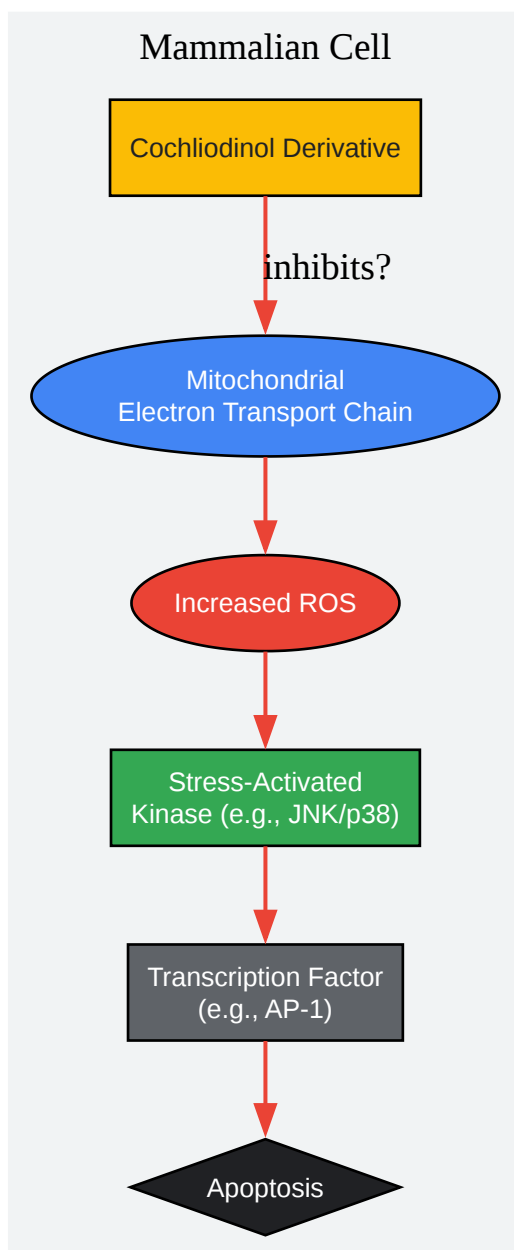 Mammalian Cell
Cochliodinol Derivative
inhibits?
Mitochondrial
Electron Transport Chain
Increased ROS
Stress-Activated
Kinase (e.g., JNK/p38)
Transcription Factor
(e.g., AP-1)
Apoptosis